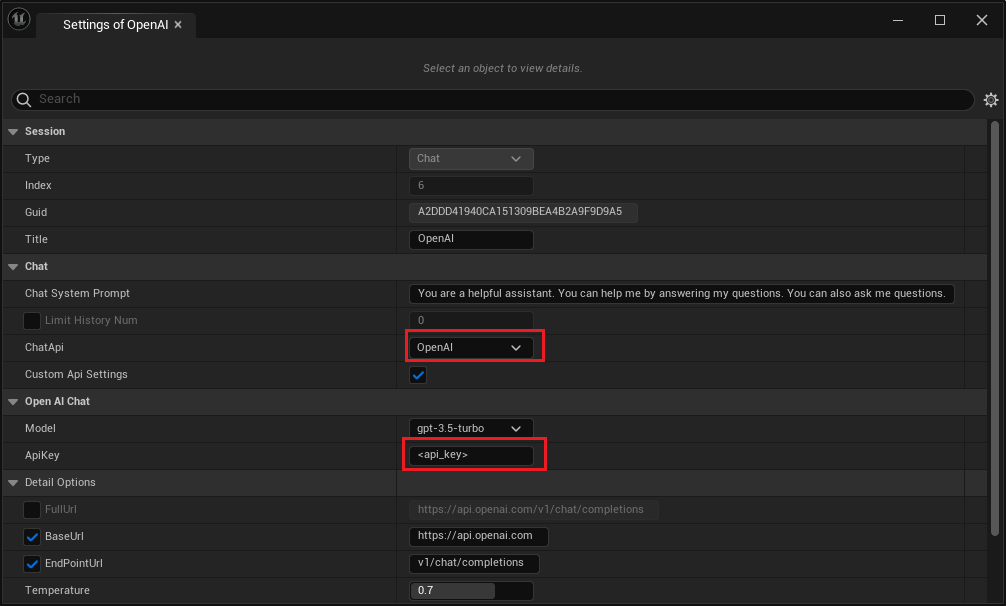 Settings of OpenAI
Select an object to view details.
Search
Session
Type Chat
Index 6
Guid A2DDD41940CA151309BEA4B2A9F9D9A5
Title OpenAI
Chat
Chat System Prompt You are a helpful assistant. You can help me by answering my questions. You can also ask me questions.
Limit History Num 0
ChatApi OpenAI
Custom Api Settings
Open AI Chat
Model gpt-3.5-turbo
ApiKey <api_key>
Detail Options
FullUrl https://api.openai.com/v1/chat/completions
BaseUrl https://api.openai.com
EndPointUrl v1/chat/completions
Temperature 0.7